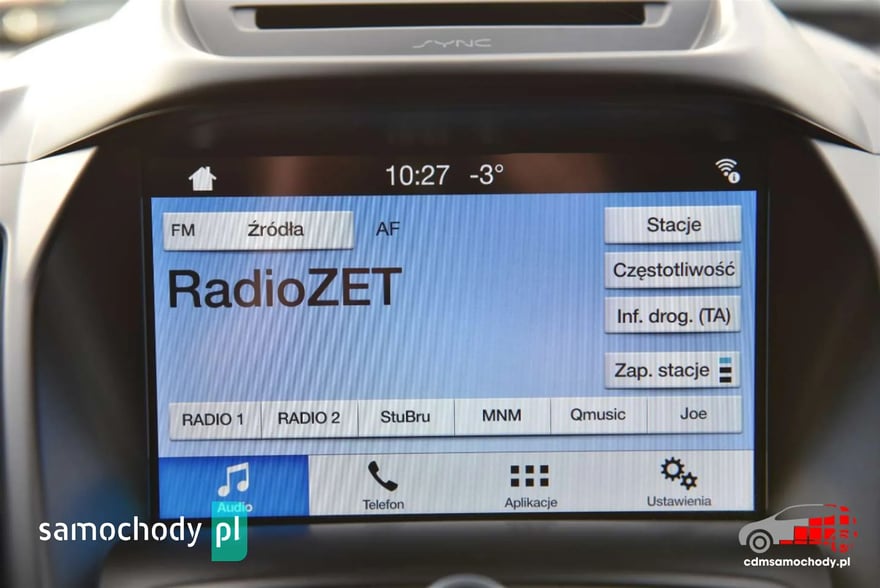 SYNC
10:27 -3°
FM Źródła AF Stacje
RadioZET
Częstotliwość
Inf. drog. (TA)
Zap. stacje
RADIO 1 RADIO 2 StuBru MNM Qmusic Joe
Audio Telefon Aplikacje Ustawienia
samochody pl
cdmsamochody.pl